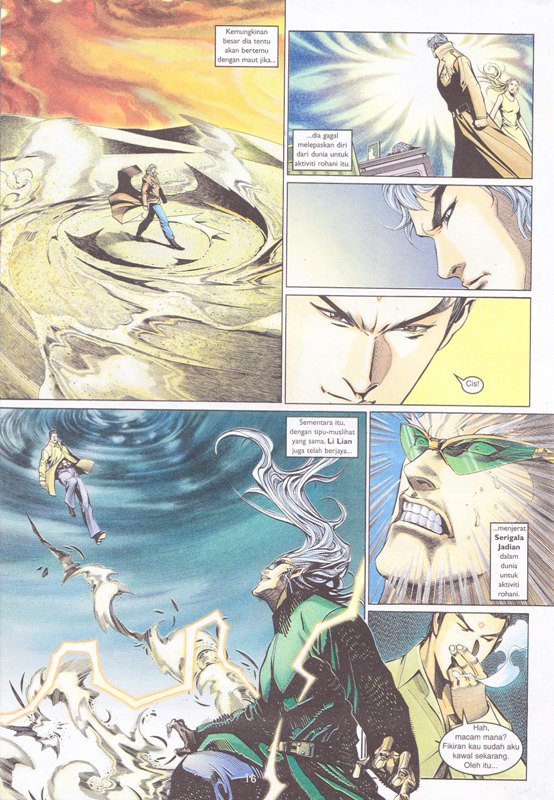 Kemungkinan
besar dia tentu
akan bertemu
dengan maut jika...
...dia gagal
melepaskan diri
dari dunia untuk
aktiviti rohani itu.
Cis!
Sementara itu,
dengan tipu-muslihat
yang sama, Li Lian
juga telah berjaya...
...menjerat
Serigala
Jadian
dalam
dunia
untuk
aktiviti
rohani.
Hah,
macam mana?
Fikiran kau sudah aku
kawal sekarang.
Oleh itu...
16